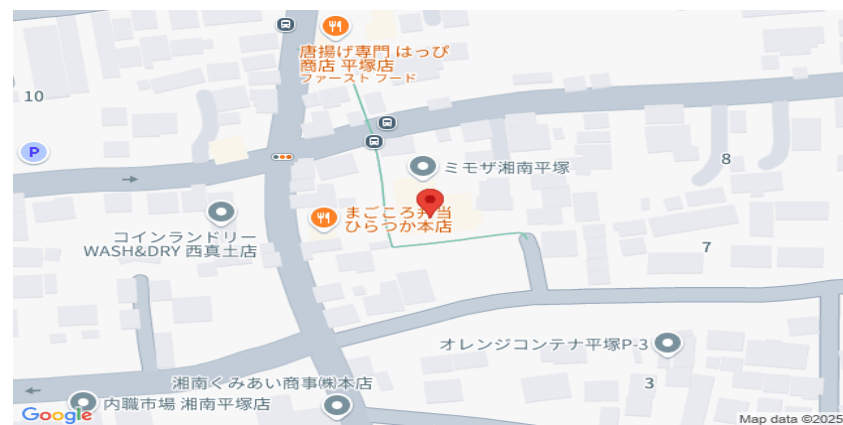 唐揚げ専門 はっぴ
商店 平塚店
ファースト フード
10
P
8
ミモザ湘南平塚
まごころ弁当
ひらつか本店
コインランドリー
WASH&DRY 西真土店
7
オレンジコンテナ平塚P-3
湘南くみあい商事㈱本店
3
内職市場 湘南平塚店
Google
Map data ©2025